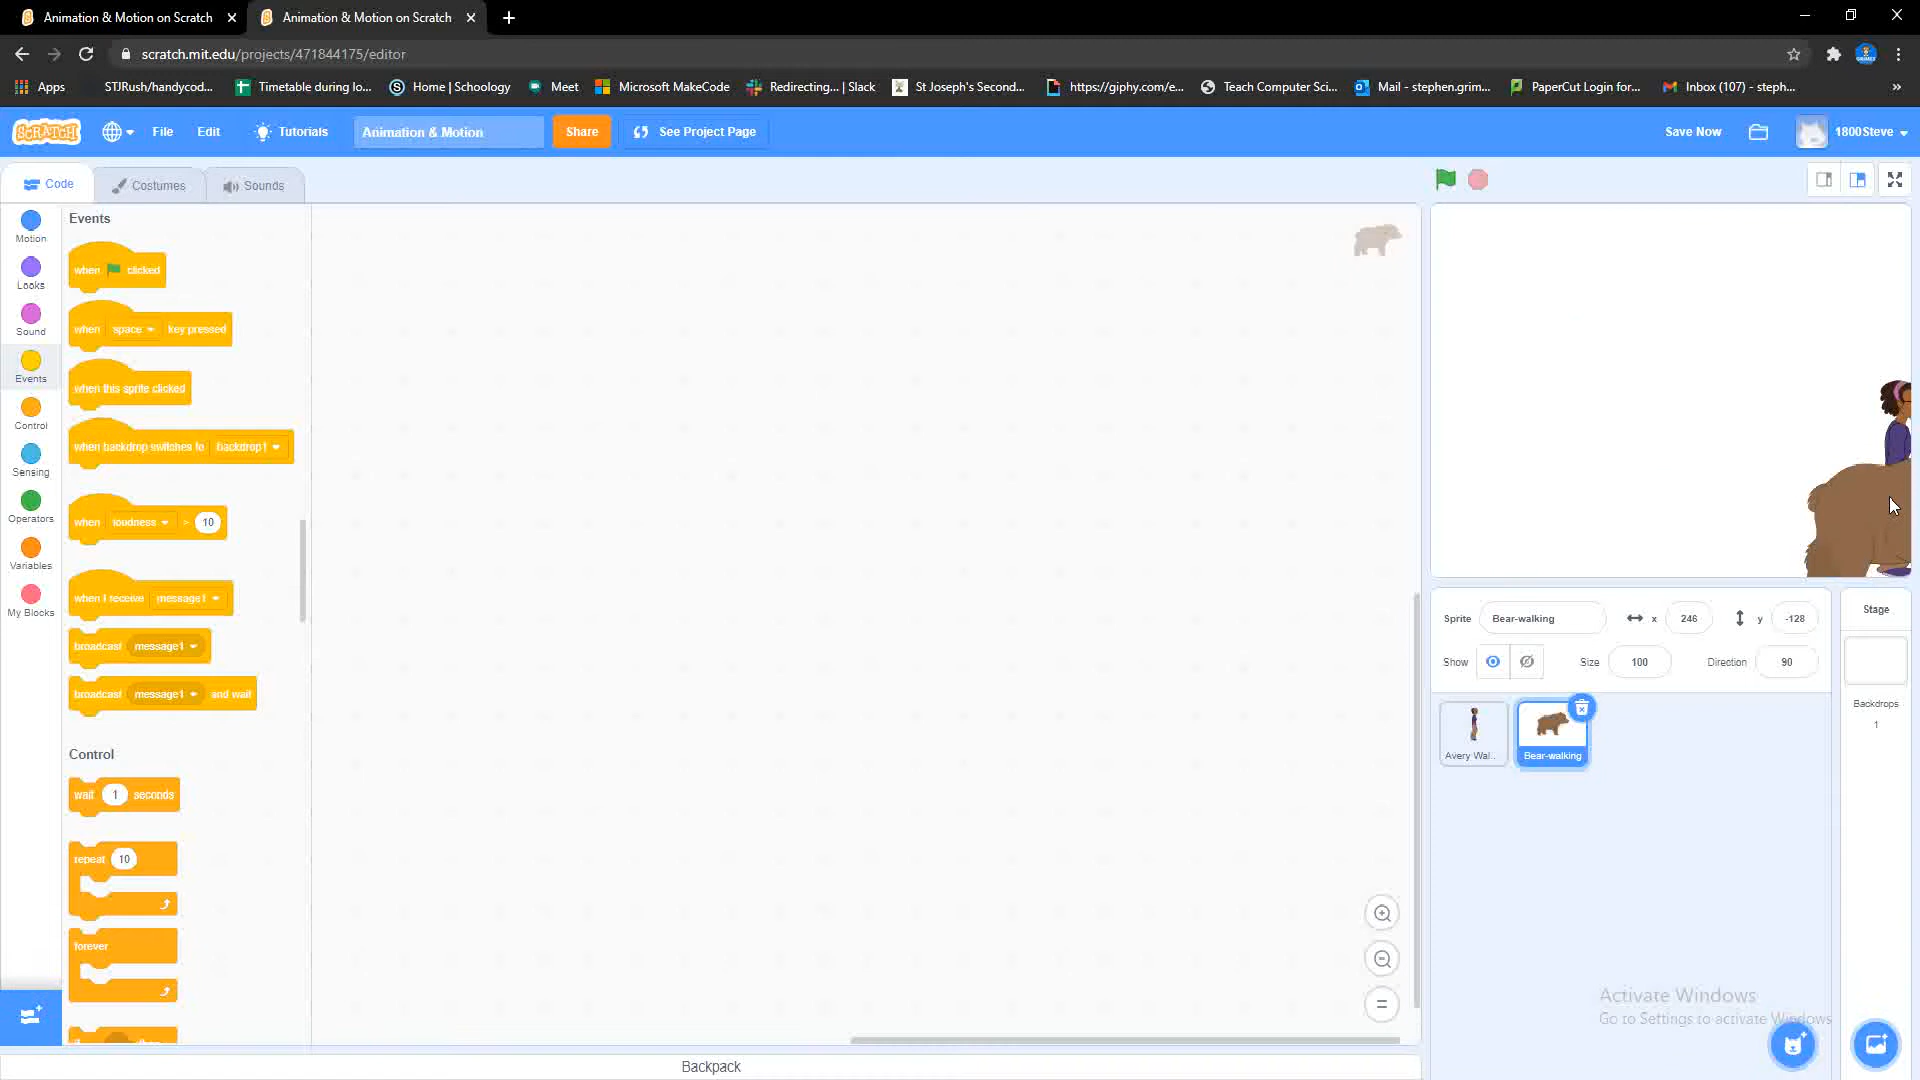 Animation & Motion on Scratch
Animation & Motion on Scratch
scratch.mit.edu/projects/471844175/editor
Apps
STJRush/handycod...
Timetable during lo...
Home | Schoology
Meet
Microsoft MakeCode
Redirecting... | Slack
St Joseph's Second...
https://giphy.com/e...
Teach Computer Sci...
Mail - stephen.grim...
PaperCut Login for...
Inbox (107) - steph...
SCRATCH
File
Edit
Tutorials
Animation & Motion
Share
See Project Page
Save Now
1800Steve
Code
Costumes
Sounds
Motion
Looks
Sound
Events
Control
Sensing
Operators
Variables
My Blocks
Events
when clicked
when space key pressed
when this sprite clicked
when backdrop switches to backdrop1
when loudness > 10
when I receive message1
broadcast message1
broadcast message1 and wait
Control
wait 1 seconds
repeat 10
forever
Sprite Bear-walking x 246 y -128
Show Size 100 Direction 90
Avery Wal...
Bear-walking
Stage
Backdrops
1
Activate Windows
Go to Settings to activate Windows
Backpack